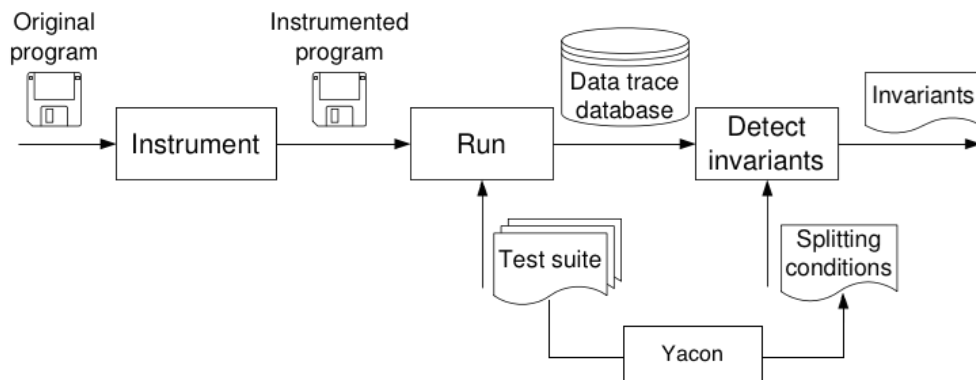 Original
program
Instrumented
program
Data trace
database
Invariants
Instrument
Run
Detect
invariants
Test suite
Splitting
conditions
Yacon